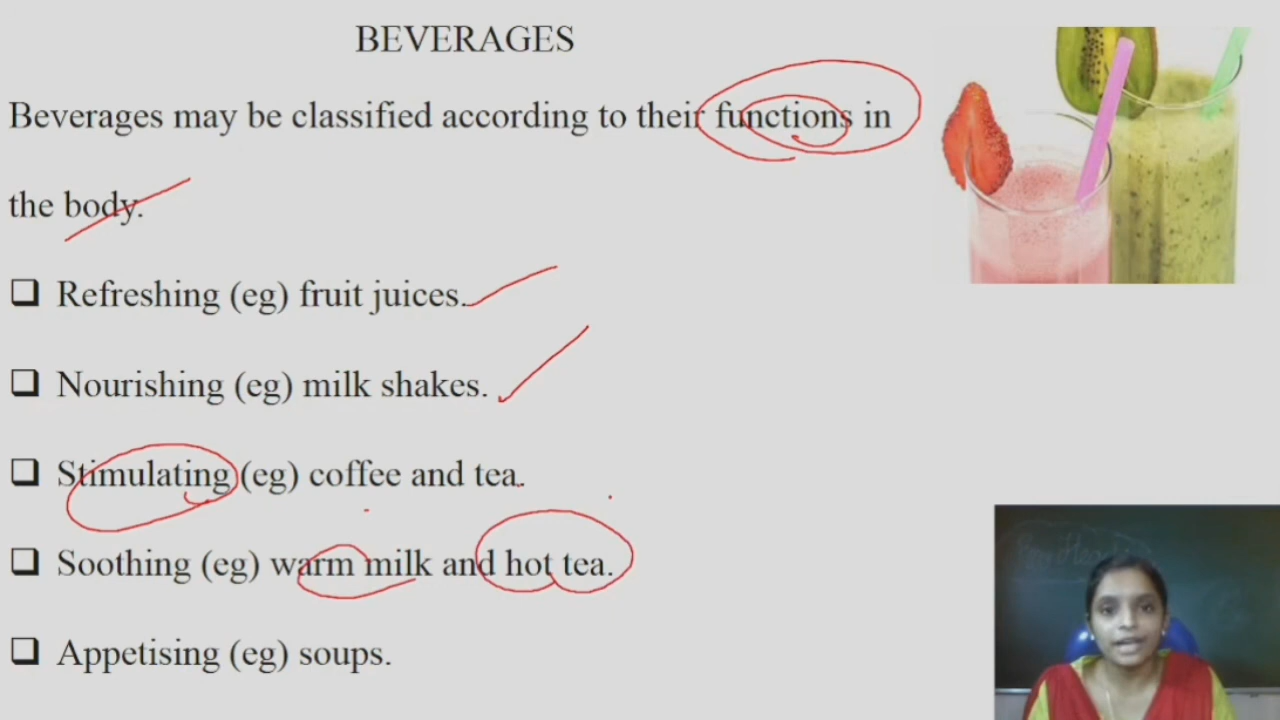 BEVERAGES
Beverages may be classified according to their functions in
the body.
❑ Refreshing (eg) fruit juices.
❑ Nourishing (eg) milk shakes.
❑ Stimulating (eg) coffee and tea.
❑ Soothing (eg) warm milk and hot tea.
❑ Appetising (eg) soups.